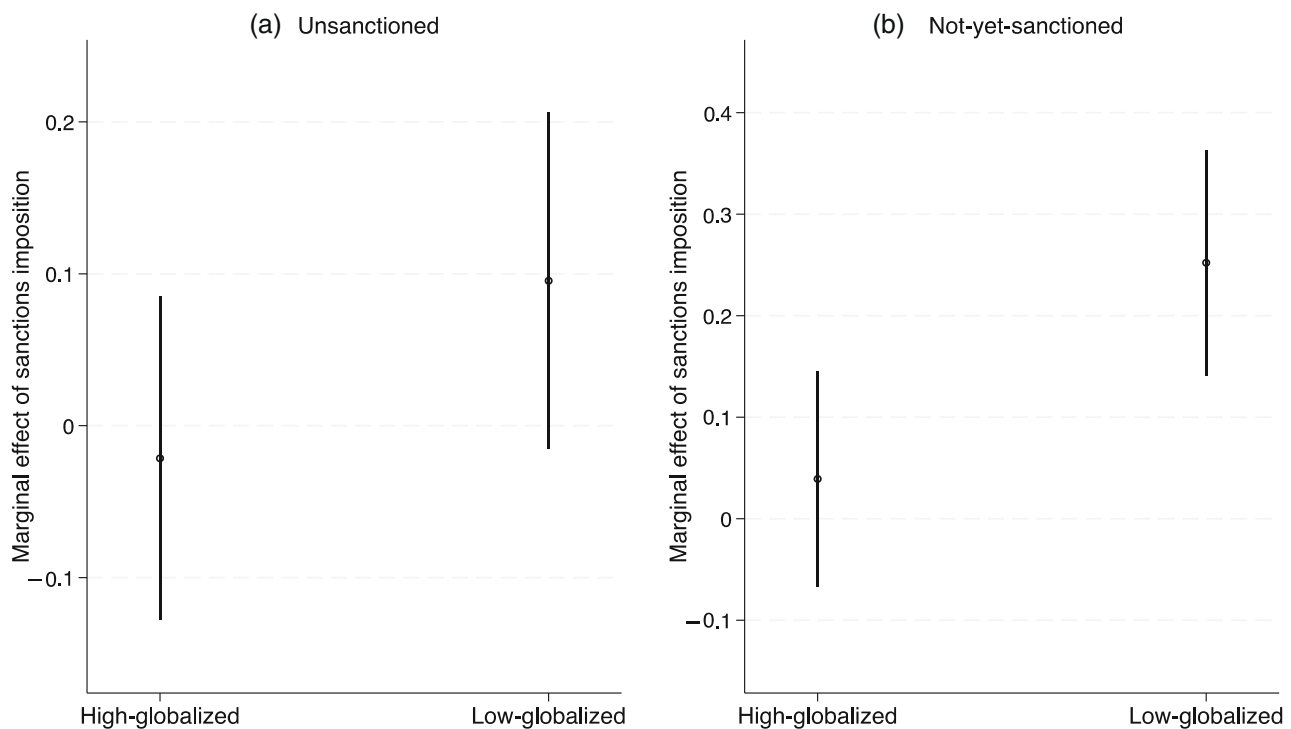 (a) Unsanctioned
Marginal effect of sanctions imposition
0.2
0.1
0
−0.1
High-globalized
Low-globalized
(b) Not-yet-sanctioned
Marginal effect of sanctions imposition
0.4
0.3
0.2
0.1
0
−0.1
High-globalized
Low-globalized